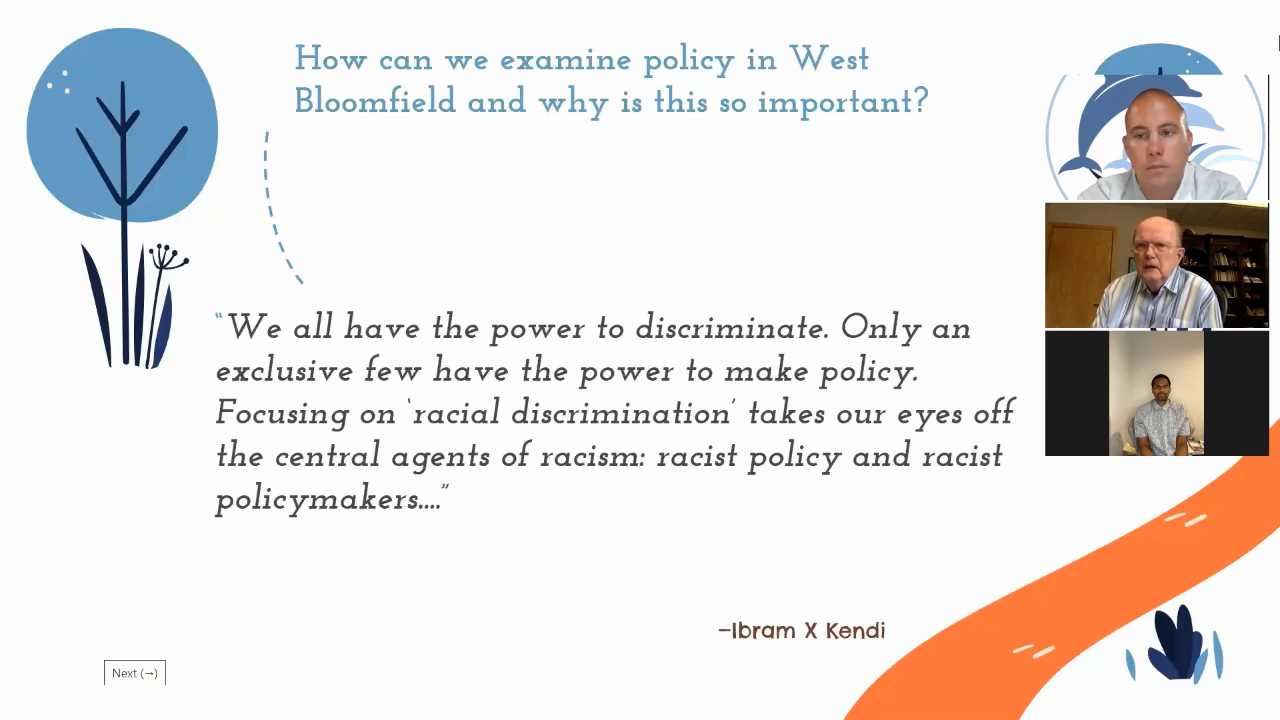 How can we examine policy in West
Bloomfield and why is this so important?
“We all have the power to discriminate. Only an
exclusive few have the power to make policy.
Focusing on ‘racial discrimination’ takes our eyes off
the central agents of racism: racist policy and racist
policymakers....”
–Ibram X Kendi
Next (→)